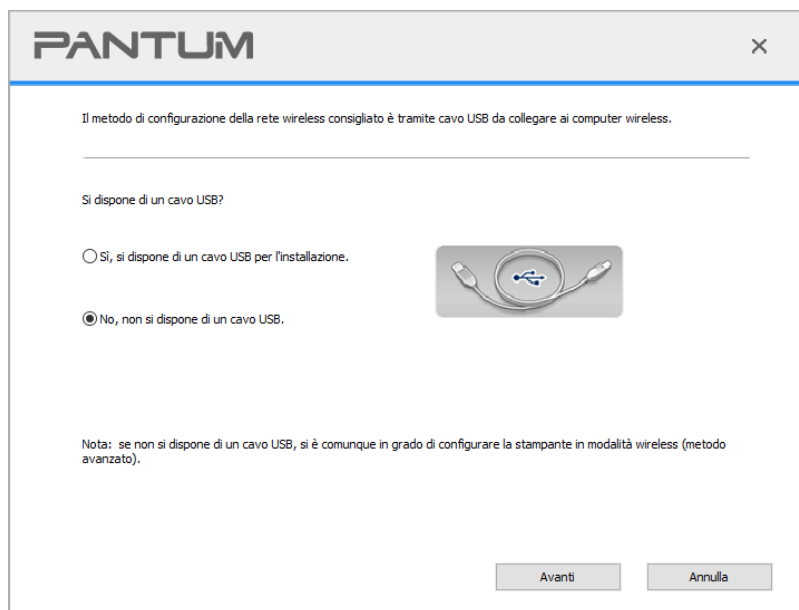 PANTUM
Il metodo di configurazione della rete wireless consigliato è tramite cavo USB da collegare ai computer wireless.
Si dispone di un cavo USB?
Sì, si dispone di un cavo USB per l'installazione.
No, non si dispone di un cavo USB.
Nota: se non si dispone di un cavo USB, si è comunque in grado di configurare la stampante in modalità wireless (metodo
avanzato).
Avanti
Annulla